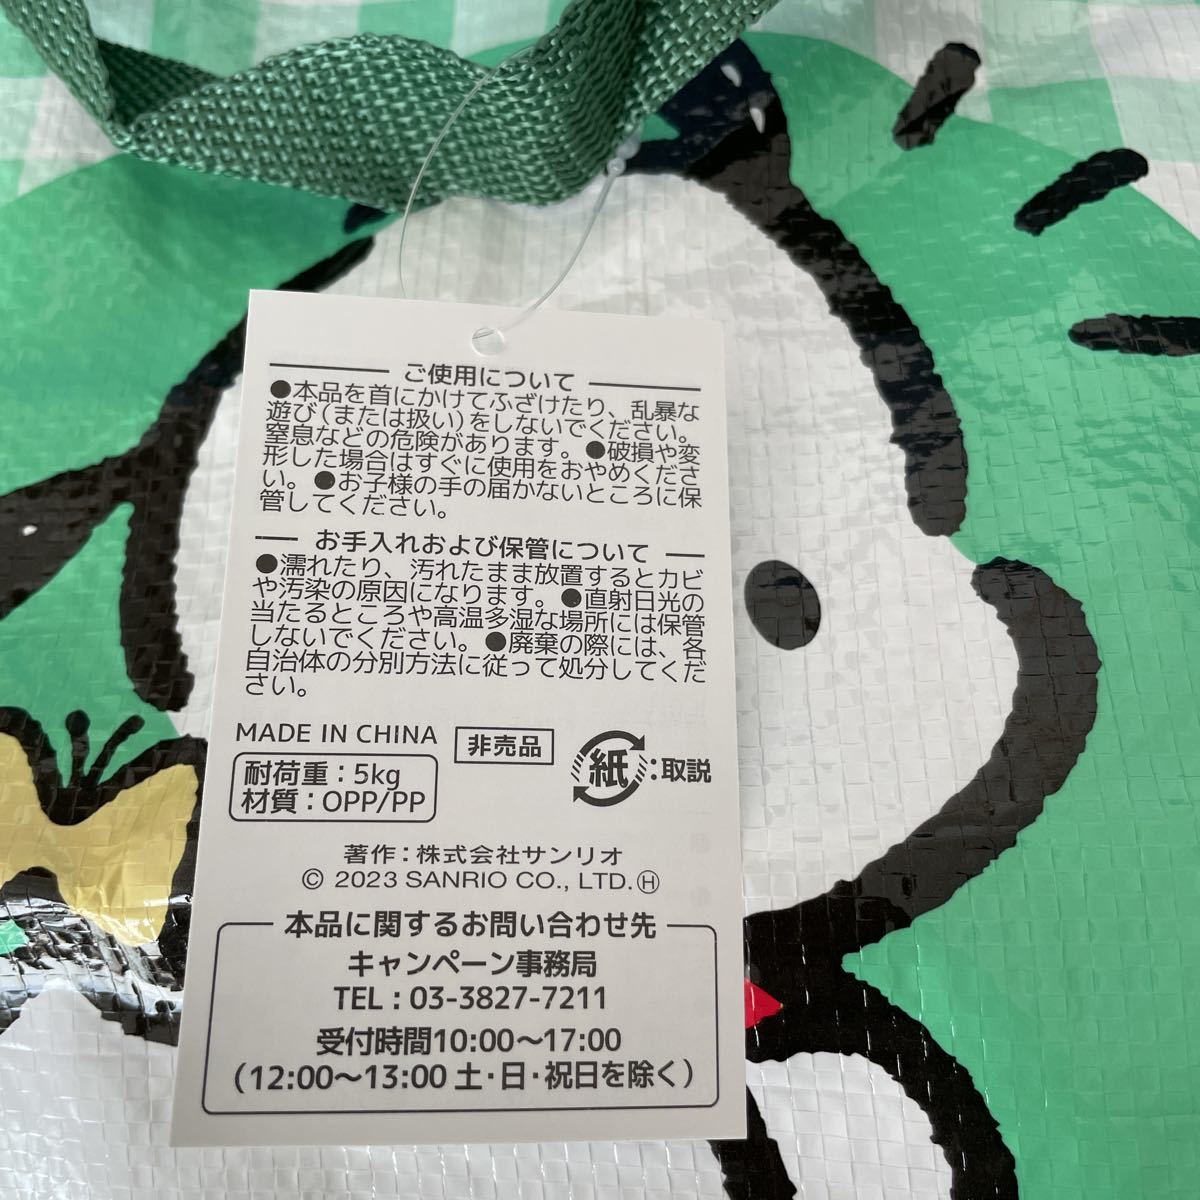 ご使用について
●本品を首にかけてふざけたり、乱暴な
遊び(または扱い)をしないでください。
窒息などの危険があります。●破損や変
形した場合はすぐに使用をおやめくださ
い。●お子様の手の届かないところに保
管してください。
お手入れおよび保管について
●濡れたり、汚れたまま放置するとカビ
や汚染の原因になります。●直射日光の
当たるところや高温多湿な場所には保管
しないでください。●廃棄の際には、各
自治体の分別方法に従って処分してくだ
さい。
MADE IN CHINA
非売品
紙:取説
耐荷重:5kg
材質:OPP/PP
著作:株式会社サンリオ
© 2023 SANRIO CO., LTD. Ⓗ
本品に関するお問い合わせ先
キャンペーン事務局
TEL:03-3827-7211
受付時間10:00〜17:00
(12:00〜13:00 土・日・祝日を除く)